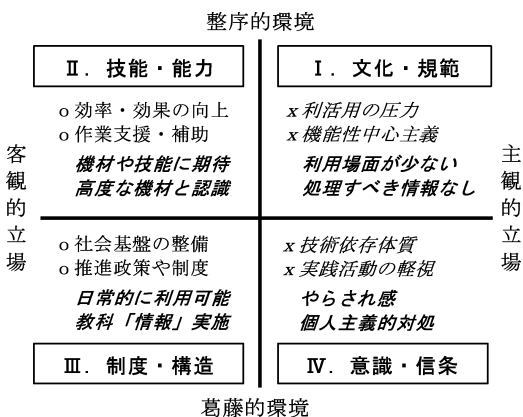 整序的環境
Ⅱ．技能・能力
Ⅰ．文化・規範
o 効率・効果の向上
o 作業支援・補助
機材や技能に期待
高度な機材と認識
x 利活用の圧力
x 機能性中心主義
利用場面が少ない
処理すべき情報なし
客観的立場
主観的立場
o 社会基盤の整備
o 推進政策や制度
日常的に利用可能
教科「情報」実施
x 技術依存体質
x 実践活動の軽視
やらされ感
個人主義的対処
Ⅲ．制度・構造
Ⅳ．意識・信条
葛藤的環境